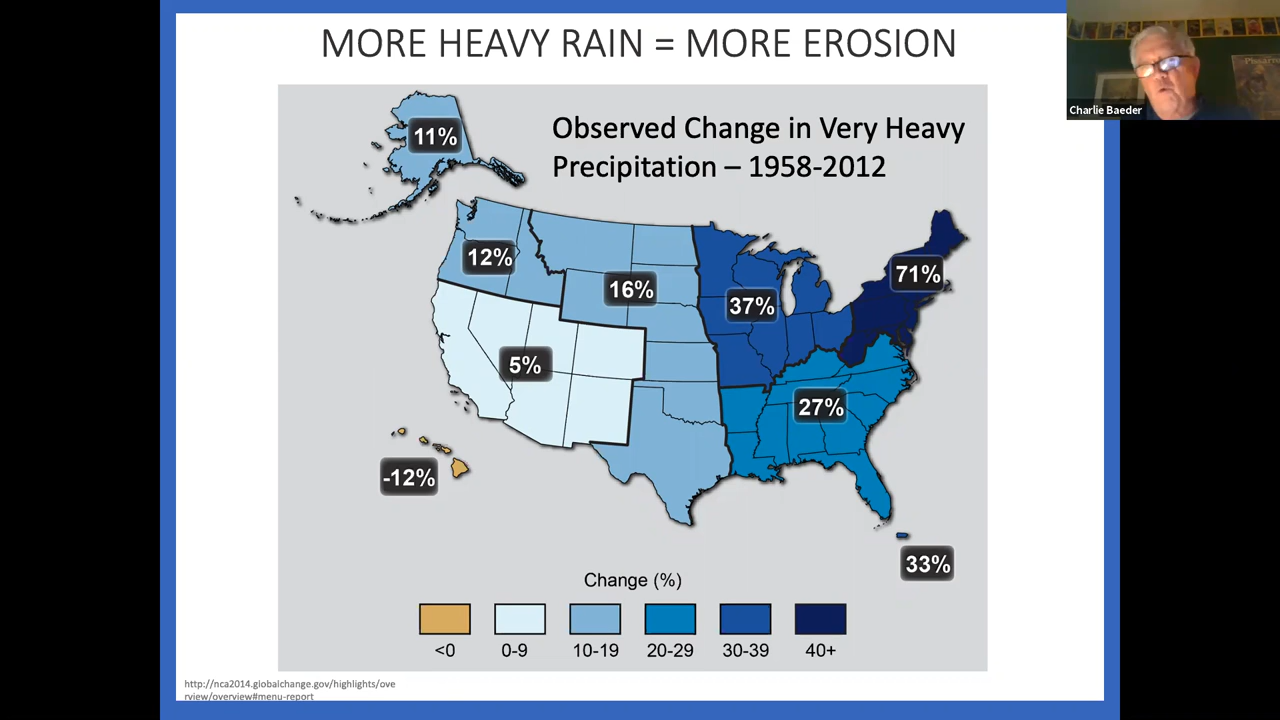 MORE HEAVY RAIN = MORE EROSION
Charlie Baeder
Observed Change in Very Heavy
Precipitation – 1958-2012
11%
12%
16%
37%
71%
5%
27%
-12%
33%
Change (%)
<0
0-9
10-19
20-29
30-39
40+
http://nca2014.globalchange.gov/highlights/ove
rview/overview#menu-report